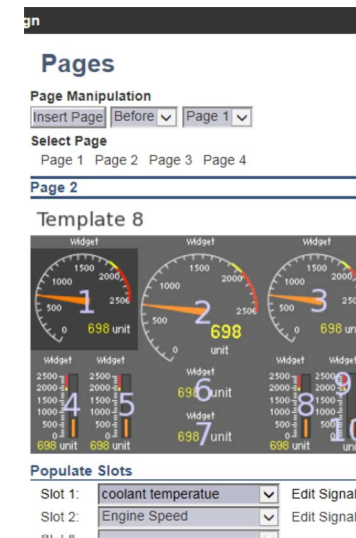 gn
Pages
Page Manipulation
Insert Page Before Page 1
Select Page
Page 1 Page 2 Page 3 Page 4
Page 2
Template 8
Widget Widget Widget
0 500 1000 1500 2000 2500
1
698 unit
0 500 1000 1500 2000 2500
2
698
unit
0 500 1000 1500 2000
3
698 un
Widget Widget Widget Widget Widget
2500 2000 1500 1000 500 0
4
698 unit
2500 2000 1500 1000 500 0
5
698 unit
6
698 unit
Widget
7
698 unit
2500 2000 1500 1000 500 0
8
698 unit
9
10
Populate Slots
Slot 1: coolant temperatue Edit Signal
Slot 2: Engine Speed Edit Signal